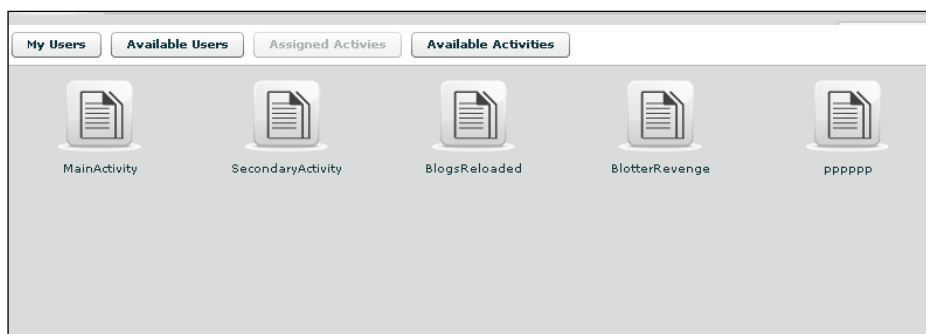 My Users Available Users Assigned Activies Available Activities
MainActivity SecondaryActivity BlogsReloaded BlotterRevenge pppppp